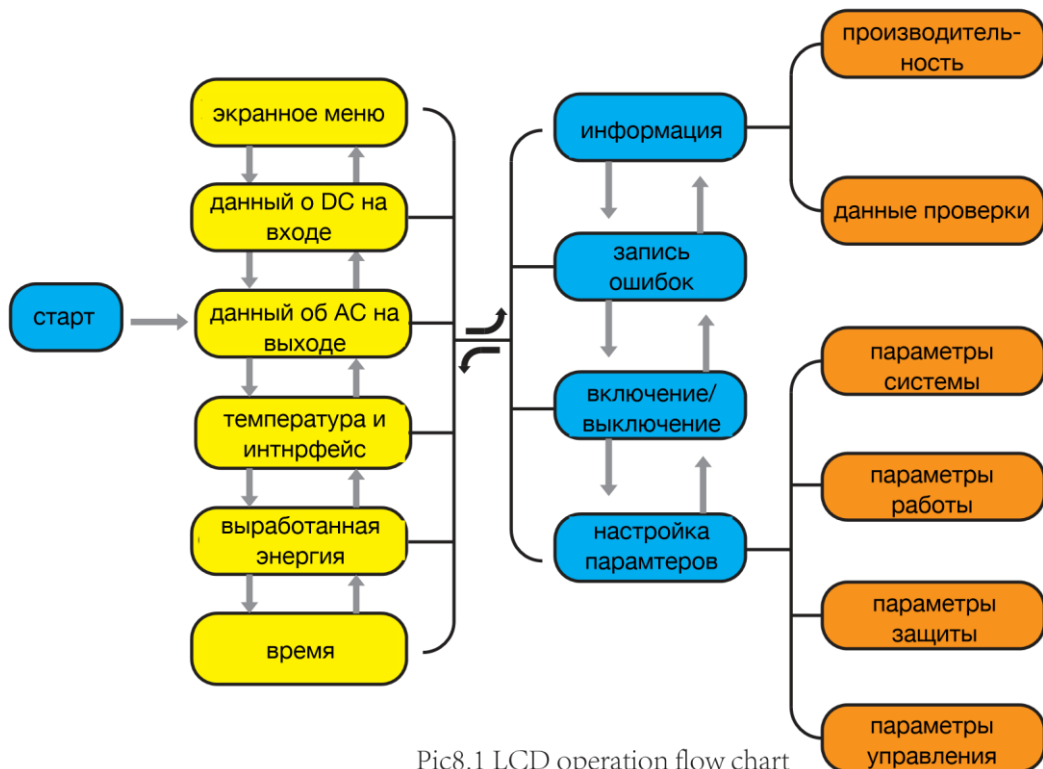 старт
экранное меню
данный о DC на
входе
данный об AC на
выходе
температура и
интнрфейс
выработанная
энергия
время
информация
запись
ошибок
включение/
выключение
настройка
парамтеров
производитель-
ность
данные проверки
параметры
системы
параметры
работы
параметры
защиты
параметры
управления
Pic8.1 LCD operation flow chart